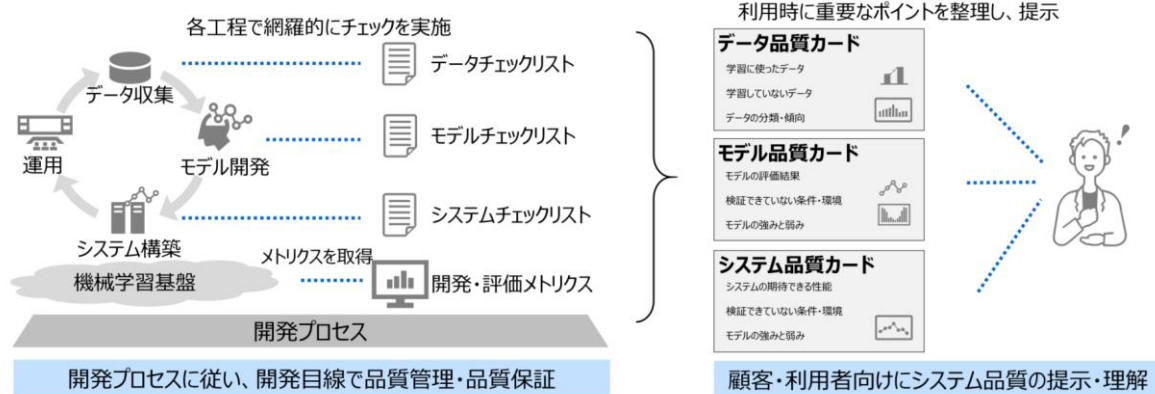 各工程で網羅的にチェックを実施
データ収集
運用
モデル開発
システム構築
機械学習基盤
メトリクスを取得
データチェックリスト
モデルチェックリスト
システムチェックリスト
開発・評価メトリクス
開発プロセス
開発プロセスに従い、開発目線で品質管理・品質保証
利用時に重要なポイントを整理し、提示
データ品質カード
学習に使ったデータ
学習していないデータ
データの分類・傾向
モデル品質カード
モデルの評価結果
検証できていない条件・環境
モデルの強みと弱み
システム品質カード
システムの期待できる性能
検証できていない条件・環境
モデルの強みと弱み
!
顧客・利用者向けにシステム品質の提示・理解